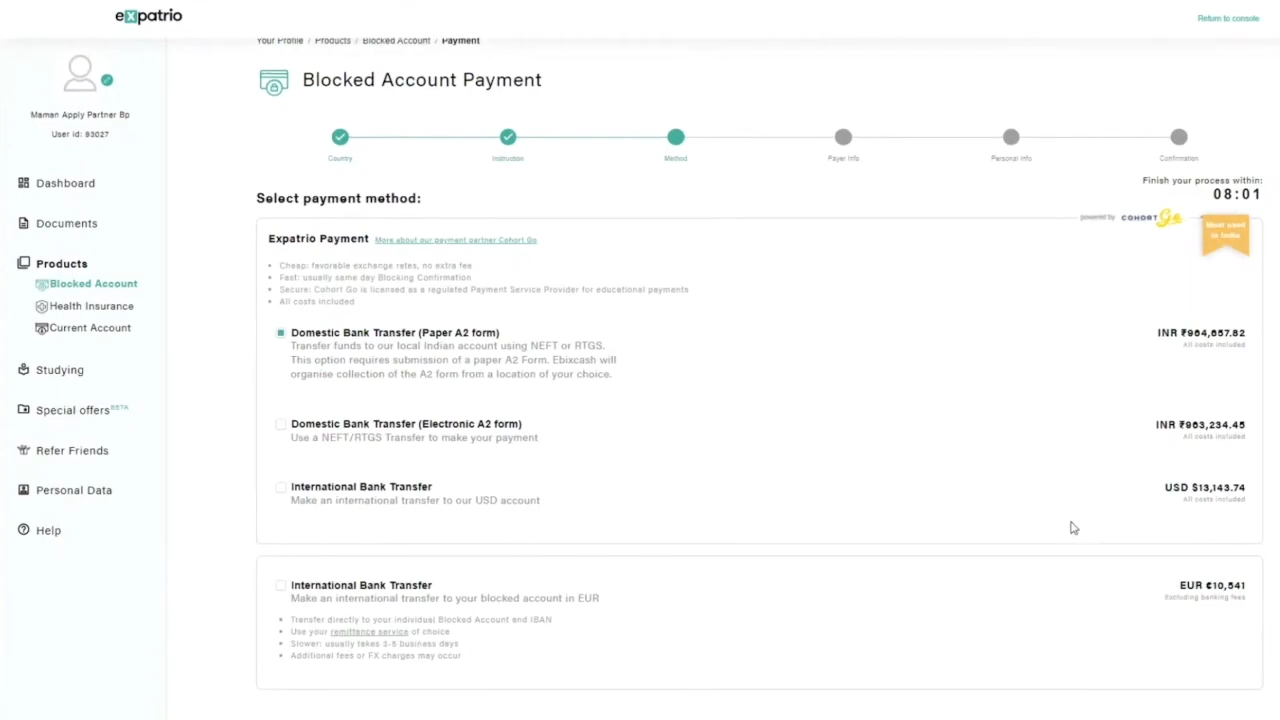 expatrio
Return to console
Your Profile / Products / Blocked Account / Payment
Blocked Account Payment
Maman Apply Partner Bp
User id: 93027
Country
Instruction
Method
Payer Info
Personal Info
Confirmation
Dashboard
Documents
Products
Blocked Account
Health Insurance
Current Account
Studying
Special offers BETA
Refer Friends
Personal Data
Help
Finish your process within:
08:01
Select payment method:
powered by COHORT Go
Most used
in India
Expatrio Payment More about our payment partner Cohort Go
• Cheap: favorable exchange rates, no extra fee
• Fast: usually same day Blocking Confirmation
• Secure: Cohort Go is licensed as a regulated Payment Service Provider for educational payments
• All costs included
Domestic Bank Transfer (Paper A2 form)
INR ₹964,657.82
Transfer funds to our local Indian account using NEFT or RTGS.
All costs included
This option requires submission of a paper A2 Form. Ebixcash will
organise collection of the A2 form from a location of your choice.
Domestic Bank Transfer (Electronic A2 form)
INR ₹963,234.45
Use a NEFT/RTGS Transfer to make your payment
All costs included
International Bank Transfer
USD $13,143.74
Make an international transfer to our USD account
All costs included
International Bank Transfer
EUR €10,541
Make an international transfer to your blocked account in EUR
Excluding banking fees
• Transfer directly to your individual Blocked Account and IBAN
• Use your remittance service of choice
• Slower: usually takes 3-5 business days
• Additional fees or FX charges may occur